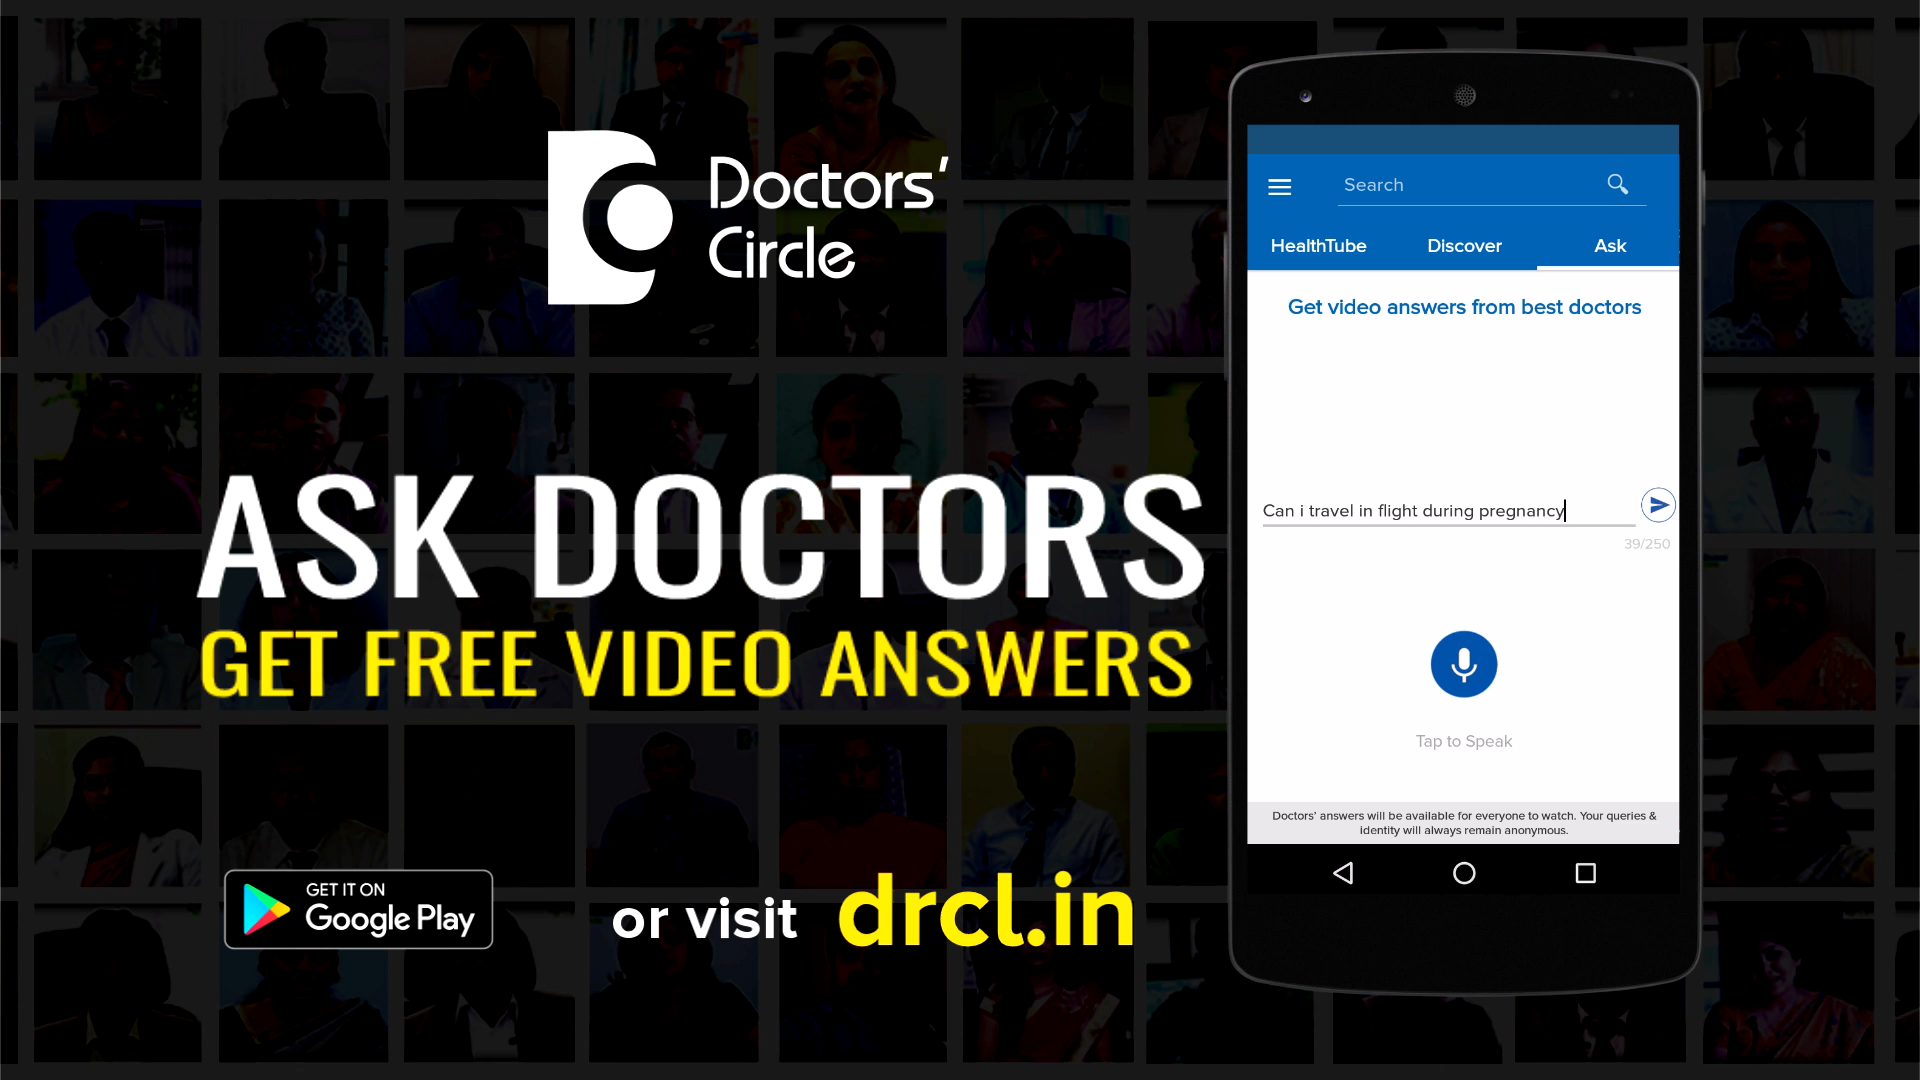 Doctors’
Circle
ASK DOCTORS
GET FREE VIDEO ANSWERS
GET IT ON
Google Play
or visit drcl.in
Search
HealthTube Discover Ask
Get video answers from best doctors
Can i travel in flight during pregnancy
39/250
Tap to Speak
Doctors’ answers will be available for everyone to watch. Your queries &
identity will always remain anonymous.